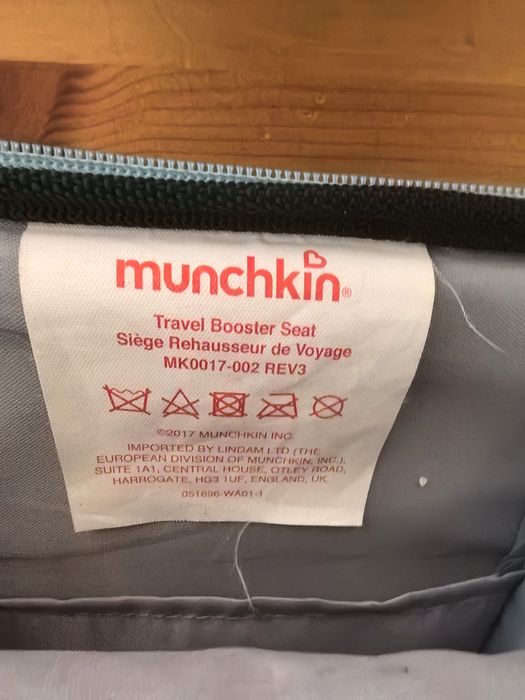 munchkin®
Travel Booster Seat
Siège Rehausseur de Voyage
MK0017-002 REV3
©2017 MUNCHKIN INC
IMPORTED BY LINDAM LTD (THE
EUROPEAN DIVISION OF MUNCHKIN, INC.),
SUITE 1A1, CENTRAL HOUSE, OTLEY ROAD,
HARROGATE, HG3 1UF, ENGLAND, UK.
051696-WA01-1